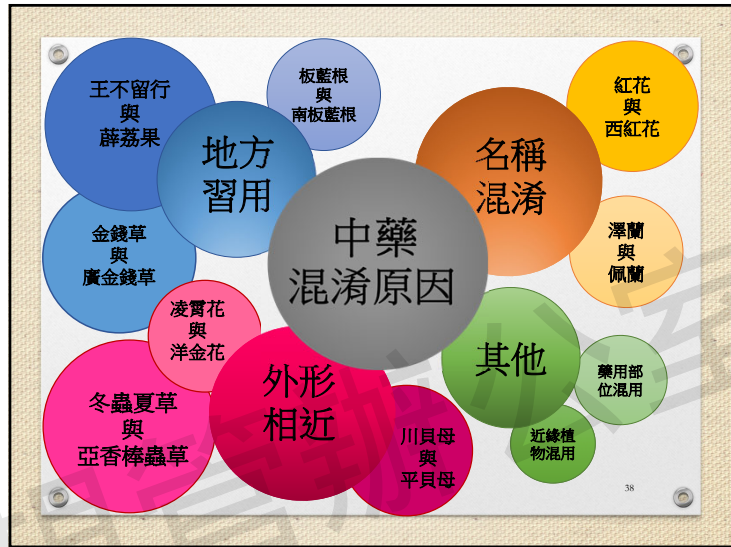 中藥
混淆原因
地方
習用
王不留行
與
薜荔果
板藍根
與
南板藍根
金錢草
與
廣金錢草
名稱
混淆
紅花
與
西紅花
澤蘭
與
佩蘭
外形
相近
凌霄花
與
洋金花
冬蟲夏草
與
亞香棒蟲草
川貝母
與
平貝母
其他
藥用部
位混用
近緣植
物混用
38